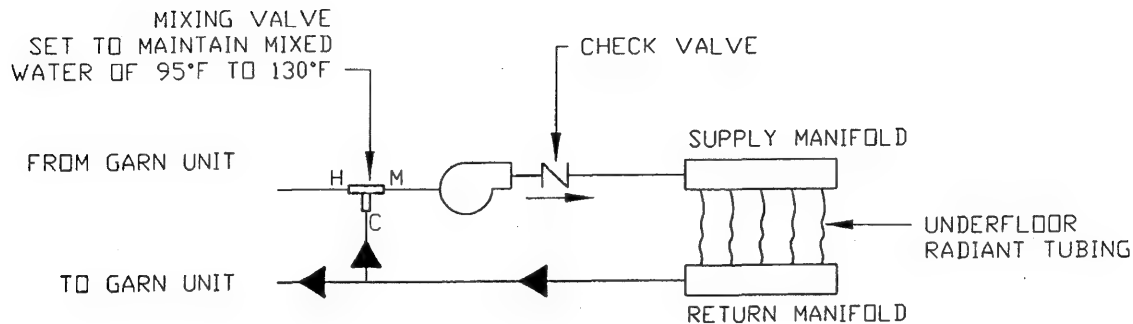 MIXING VALVE
SET TO MAINTAIN MIXED
WATER OF 95°F TO 130°F
CHECK VALVE
SUPPLY MANIFOLD
FROM GARN UNIT
H
M
C
UNDERFLOOR
RADIANT TUBING
TO GARN UNIT
RETURN MANIFOLD